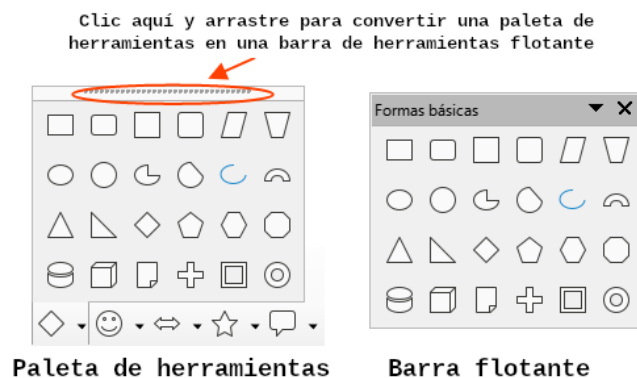 Clic aquí y arrastre para convertir una paleta de
herramientas en una barra de herramientas flotante
Formas básicas
Paleta de herramientas
Barra flotante